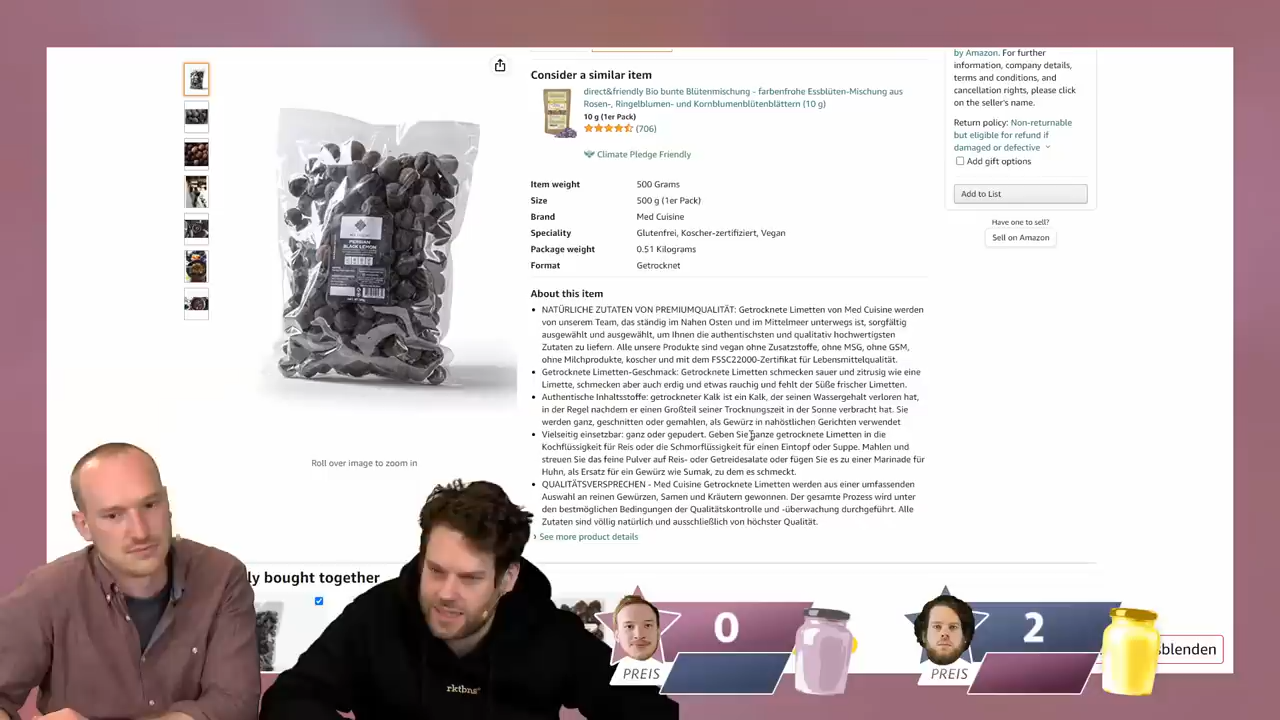 by Amazon. For further
information, company details,
terms and conditions, and
cancellation rights, please click
on the seller's name.
Return policy: Non-returnable
but eligible for refund if
damaged or defective
Add gift options
Add to List
Have one to sell?
Sell on Amazon
Consider a similar item
direct&friendly Bio bunte Blütenmischung - farbenfrohe Essblüten-Mischung aus
Rosen-, Ringelblumen- und Kornblumenblütenblättern (10 g)
10 g (1er Pack)
(706)
Climate Pledge Friendly
Item weight 500 Grams
Size 500 g (1er Pack)
Brand Med Cuisine
Speciality Glutenfrei, Koscher-zertifiziert, Vegan
Package weight 0.51 Kilograms
Format Getrocknet
PERSIAN
BLACK LEMON
Roll over image to zoom in
About this item
NATÜRLICHE ZUTATEN VON PREMIUMQUALITÄT: Getrocknete Limetten von Med Cuisine werden
von unserem Team, das ständig im Nahen Osten und im Mittelmeer unterwegs ist, sorgfältig
ausgewählt und ausgewählt, um Ihnen die authentischsten und qualitativ hochwertigsten
Zutaten zu liefern. Alle unsere Produkte sind vegan ohne Zusatzstoffe, ohne MSG, ohne GSM,
ohne Milchprodukte, koscher und mit dem FSSC22000-Zertifikat für Lebensmittelqualität.
Getrocknete Limetten-Geschmack: Getrocknete Limetten schmecken sauer und zitrusig wie eine
Limette, schmecken aber auch erdig und etwas rauchig und fehlt der Süße frischer Limetten.
Authentische Inhaltsstoffe: getrockneter Kalk ist ein Kalk, der seinen Wassergehalt verloren hat,
in der Regel nachdem er einen Großteil seiner Trocknungszeit in der Sonne verbracht hat. Sie
werden ganz, geschnitten oder gemahlen, als Gewürz in nahöstlichen Gerichten verwendet
Vielseitig einsetzbar: ganz oder gepudert. Geben Sie ganze getrocknete Limetten in die
Kochflüssigkeit für Reis oder die Schmorflüssigkeit für einen Eintopf oder Suppe. Mahlen und
streuen Sie das feine Pulver auf Reis- oder Getreidesalate oder fügen Sie es zu einer Marinade für
Huhn, als Ersatz für ein Gewürz wie Sumak, zu dem es schmeckt.
QUALITÄTSVERSPRECHEN - Med Cuisine Getrocknete Limetten werden aus einer umfassenden
Auswahl an reinen Gewürzen, Samen und Kräutern gewonnen. Der gesamte Prozess wird unter
den bestmöglichen Bedingungen der Qualitätskontrolle und -überwachung durchgeführt. Alle
Zutaten sind völlig natürlich und ausschließlich von höchster Qualität.
› See more product details
ly bought together
rktbns
0
PREIS
2
PREIS
sblenden